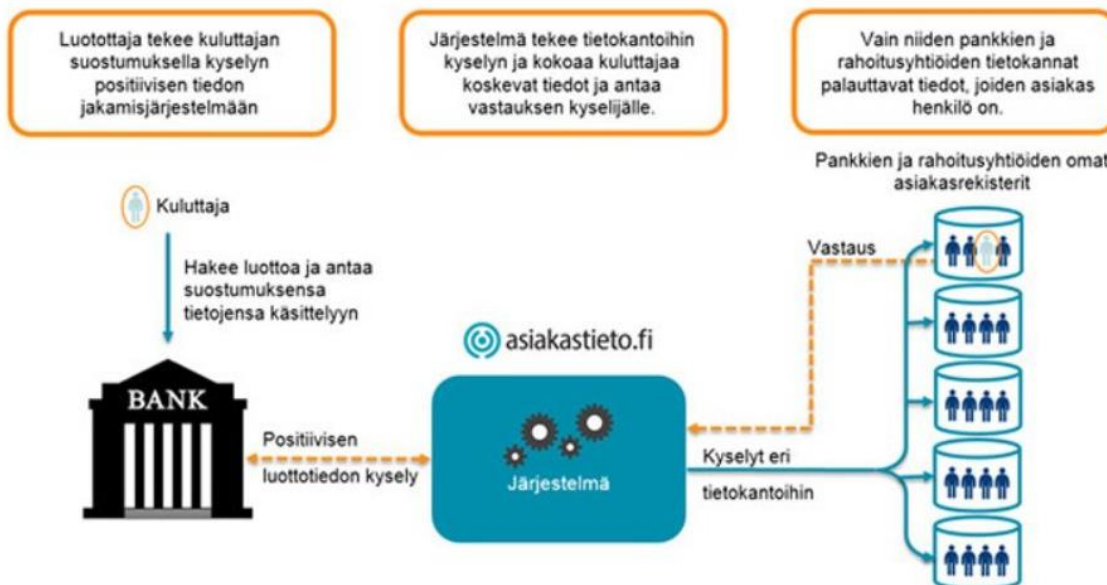 Luotottaja tekee kuluttajan
suostumuksella kyselyn
positiivisen tiedon
jakamisjärjestelmään
Järjestelmä tekee tietokantoihin
kyselyn ja kokoaa kuluttajaa
koskevat tiedot ja antaa
vastauksen kyselijälle.
Vain niiden pankkien ja
rahoitusyhtiöiden tietokannat
palauttavat tiedot, joiden asiakas
henkilö on.
Pankkien ja rahoitusyhtiöiden omat
asiakasrekisterit
Kuluttaja
Hakee luottoa ja antaa
suostumuksensa
tietojensa käsittelyyn
Vastaus
asiakastieto.fi
BANK
Positiivisen
luottotiedon kysely
Järjestelmä
Kyselyt eri
tietokantoihin